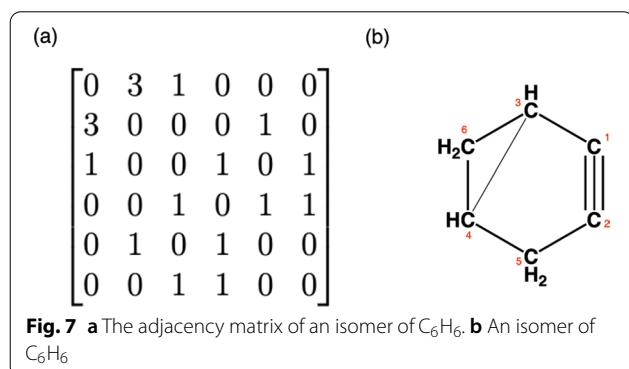 (a)
(b)
0 3 1 0 0 0
3 0 0 0 1 0
1 0 0 1 0 1
0 0 1 0 1 1
0 1 0 1 0 0
0 0 1 1 0 0
H
3 C
6 H₂C
C 1
HC 4
C 2
5 C
H₂
Fig. 7 a The adjacency matrix of an isomer of C₆H₆. b An isomer of
C₆H₆